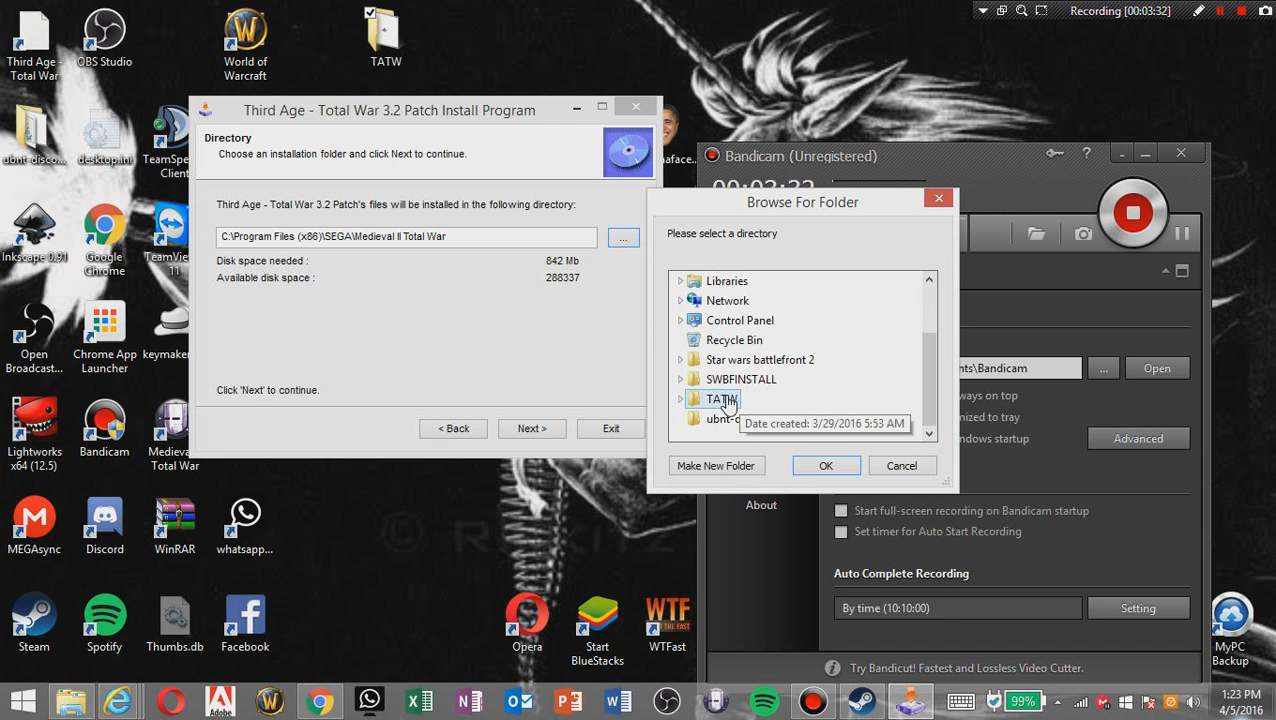 Recording [00:03:32]
Third Age -
Total War
OBS Studio
World of
Warcraft
TATW
ubnt-disco...
desktop.ini
TeamSpe
Client
naface...
Inkscape 0.91
Google
Chrome
TeamView
11
Open
Broadcast...
Chrome App
Launcher
keymaker
Lightworks
x64 (12.5)
Bandicam
Medieval II
Total War
MEGAsync
Discord
WinRAR
whatsapp...
Steam
Spotify
Thumbs.db
Facebook
Opera
Start
BlueStacks
WTF
WTFast
MyPC
Backup
Third Age - Total War 3.2 Patch Install Program
Directory
Choose an installation folder and click Next to continue.
Third Age - Total War 3.2 Patch's files will be installed in the following directory:
C:\Program Files (x86)\SEGA\Medieval II Total War
...
Disk space needed : 842 Mb
Available disk space : 288337
Click 'Next' to continue.
< Back
Next >
Exit
Bandicam (Unregistered)
00:03:32
Browse For Folder
Please select a directory
Libraries
Network
Control Panel
Recycle Bin
Star wars battlefront 2
SWBFINSTALL
TATW
ubnt-d
Date created: 3/29/2016 5:53 AM
Make New Folder
OK
Cancel
nts\Bandicam
...
Open
ways on top
nized to tray
ndows startup
Advanced
About
Start full-screen recording on Bandicam startup
Set timer for Auto Start Recording
Auto Complete Recording
By time (10:10:00)
Setting
Try Bandicut! Fastest and Lossless Video Cutter.
Adobe
99%
1:23 PM
4/5/2016